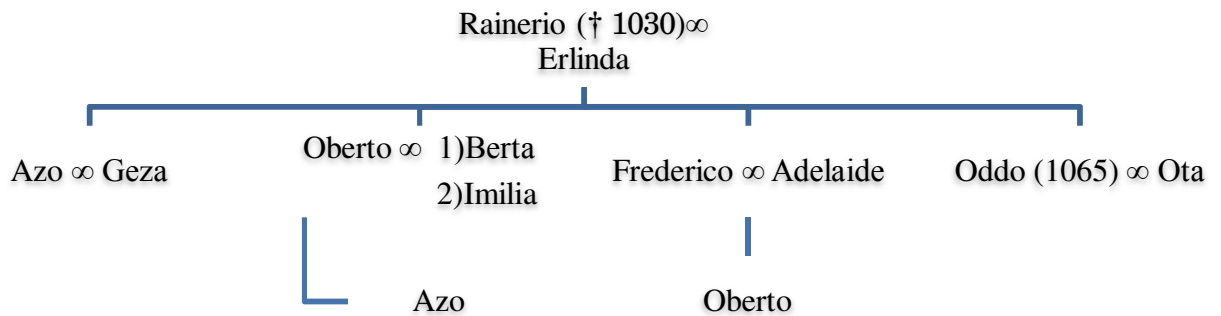 Rainerio († 1030)∞
Erlinda
Azo ∞ Geza
Oberto ∞ 1)Berta
2)Imilia
Frederico ∞ Adelaide
Oddo (1065) ∞ Ota
Azo
Oberto